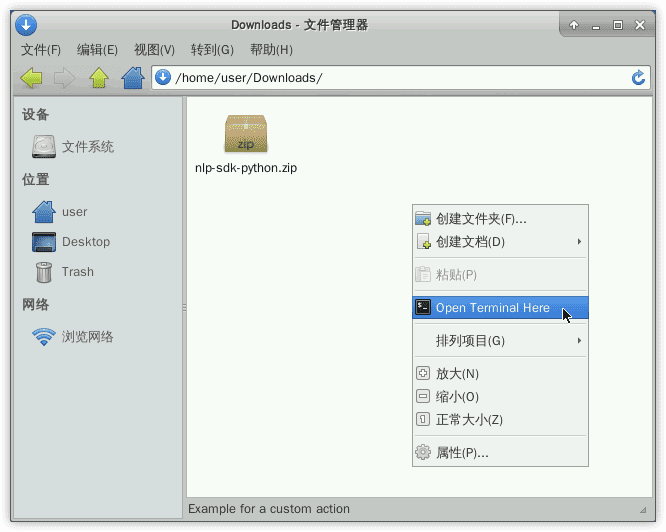 Downloads - 文件管理器
文件(F) 编辑(E) 视图(V) 转到(G) 帮助(H)
/home/user/Downloads/
设备
文件系统
位置
user
Desktop
Trash
网络
浏览网络
zip
nlp-sdk-python.zip
创建文件夹(F)...
创建文档(D)
粘贴(P)
Open Terminal Here
排列项目(G)
放大(N)
缩小(O)
正常大小(Z)
属性(P)...
Example for a custom action